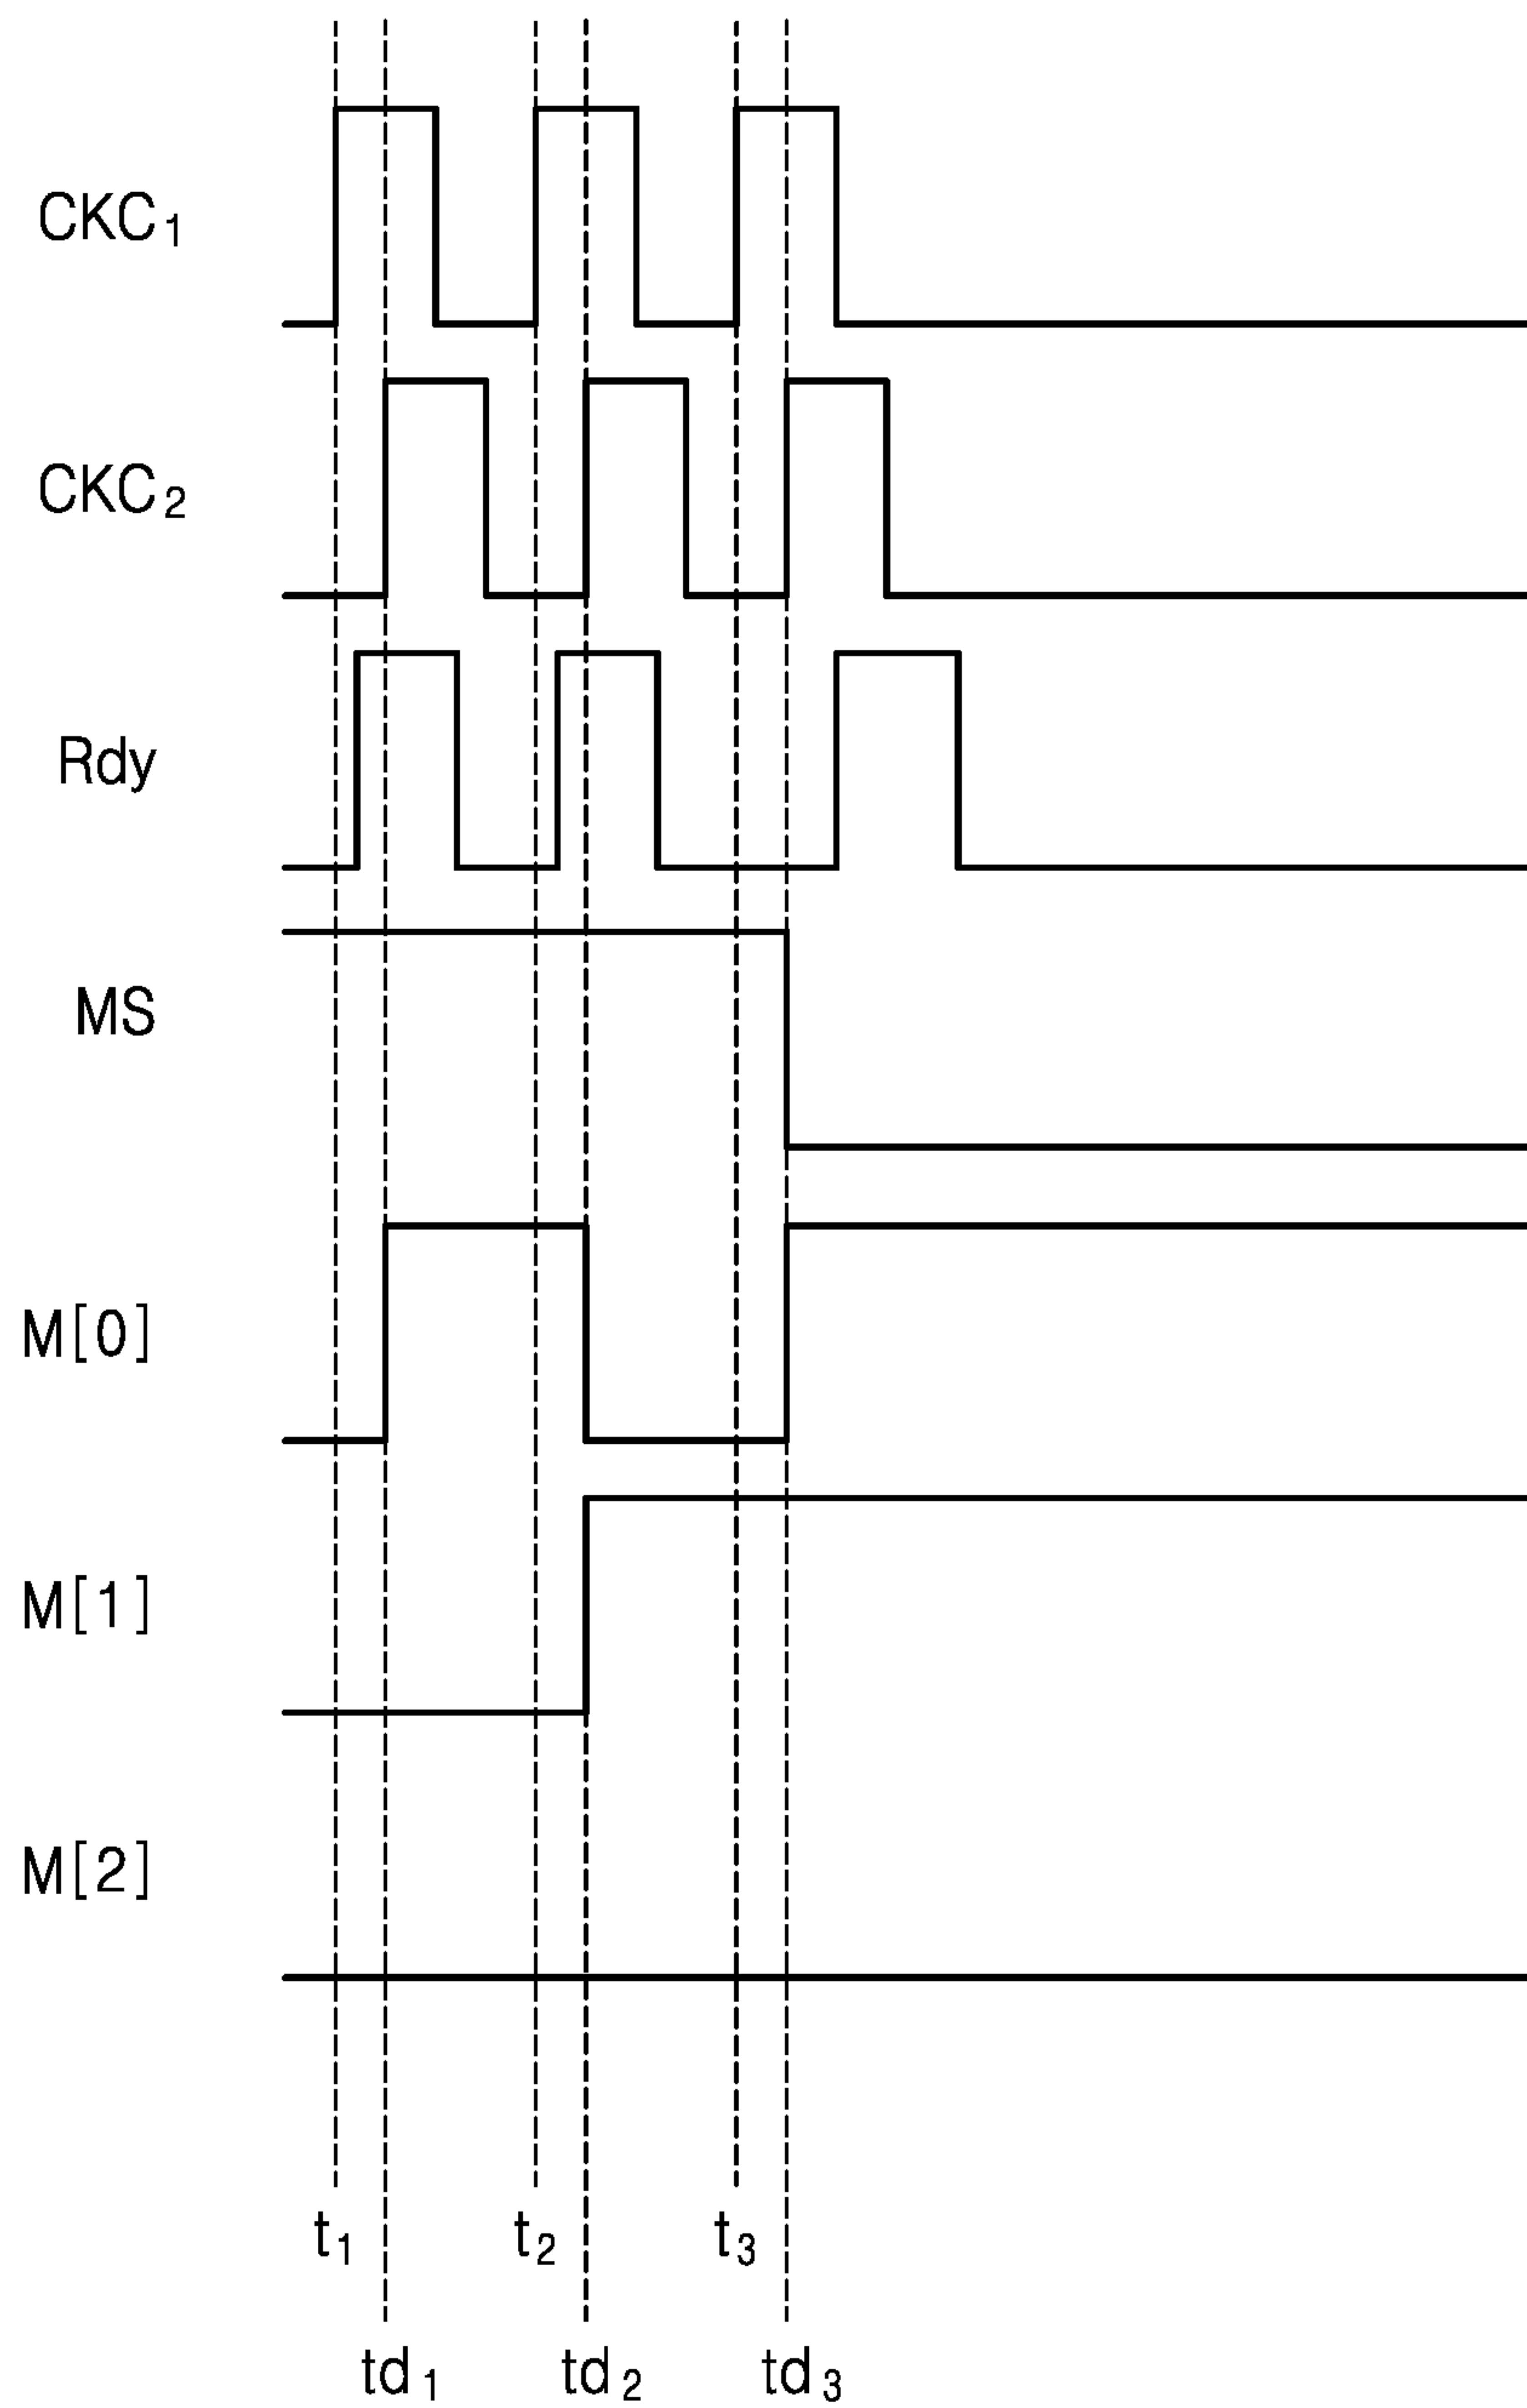 CKC₁
CKC₂
Rdy
MS
M[0]
M[1]
M[2]
t₁ t₂ t₃
td₁ td₂ td₃